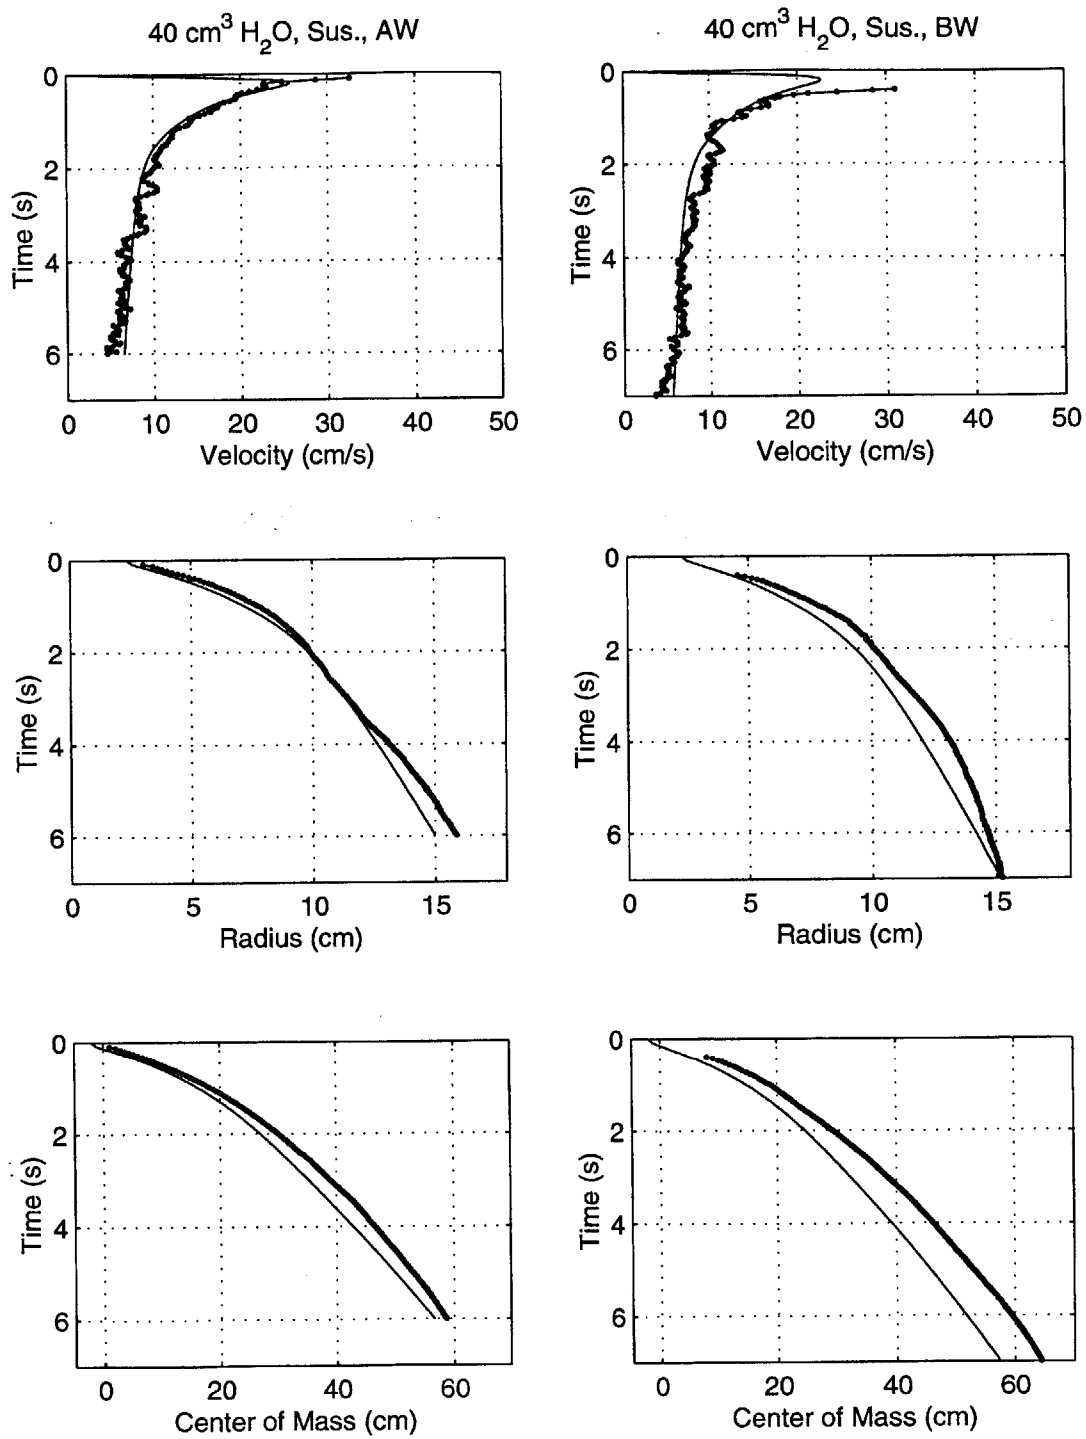 40 cm³ H₂O, Sus., AW
0
2
4
6
Time (s)
0 10 20 30 40 50
Velocity (cm/s)
40 cm³ H₂O, Sus., BW
0
2
4
6
Time (s)
0 10 20 30 40 50
Velocity (cm/s)
0
2
4
6
Time (s)
0 5 10 15
Radius (cm)
0
2
4
6
Time (s)
0 5 10 15
Radius (cm)
0
2
4
6
Time (s)
0 20 40 60
Center of Mass (cm)
0
2
4
6
Time (s)
0 20 40 60
Center of Mass (cm)